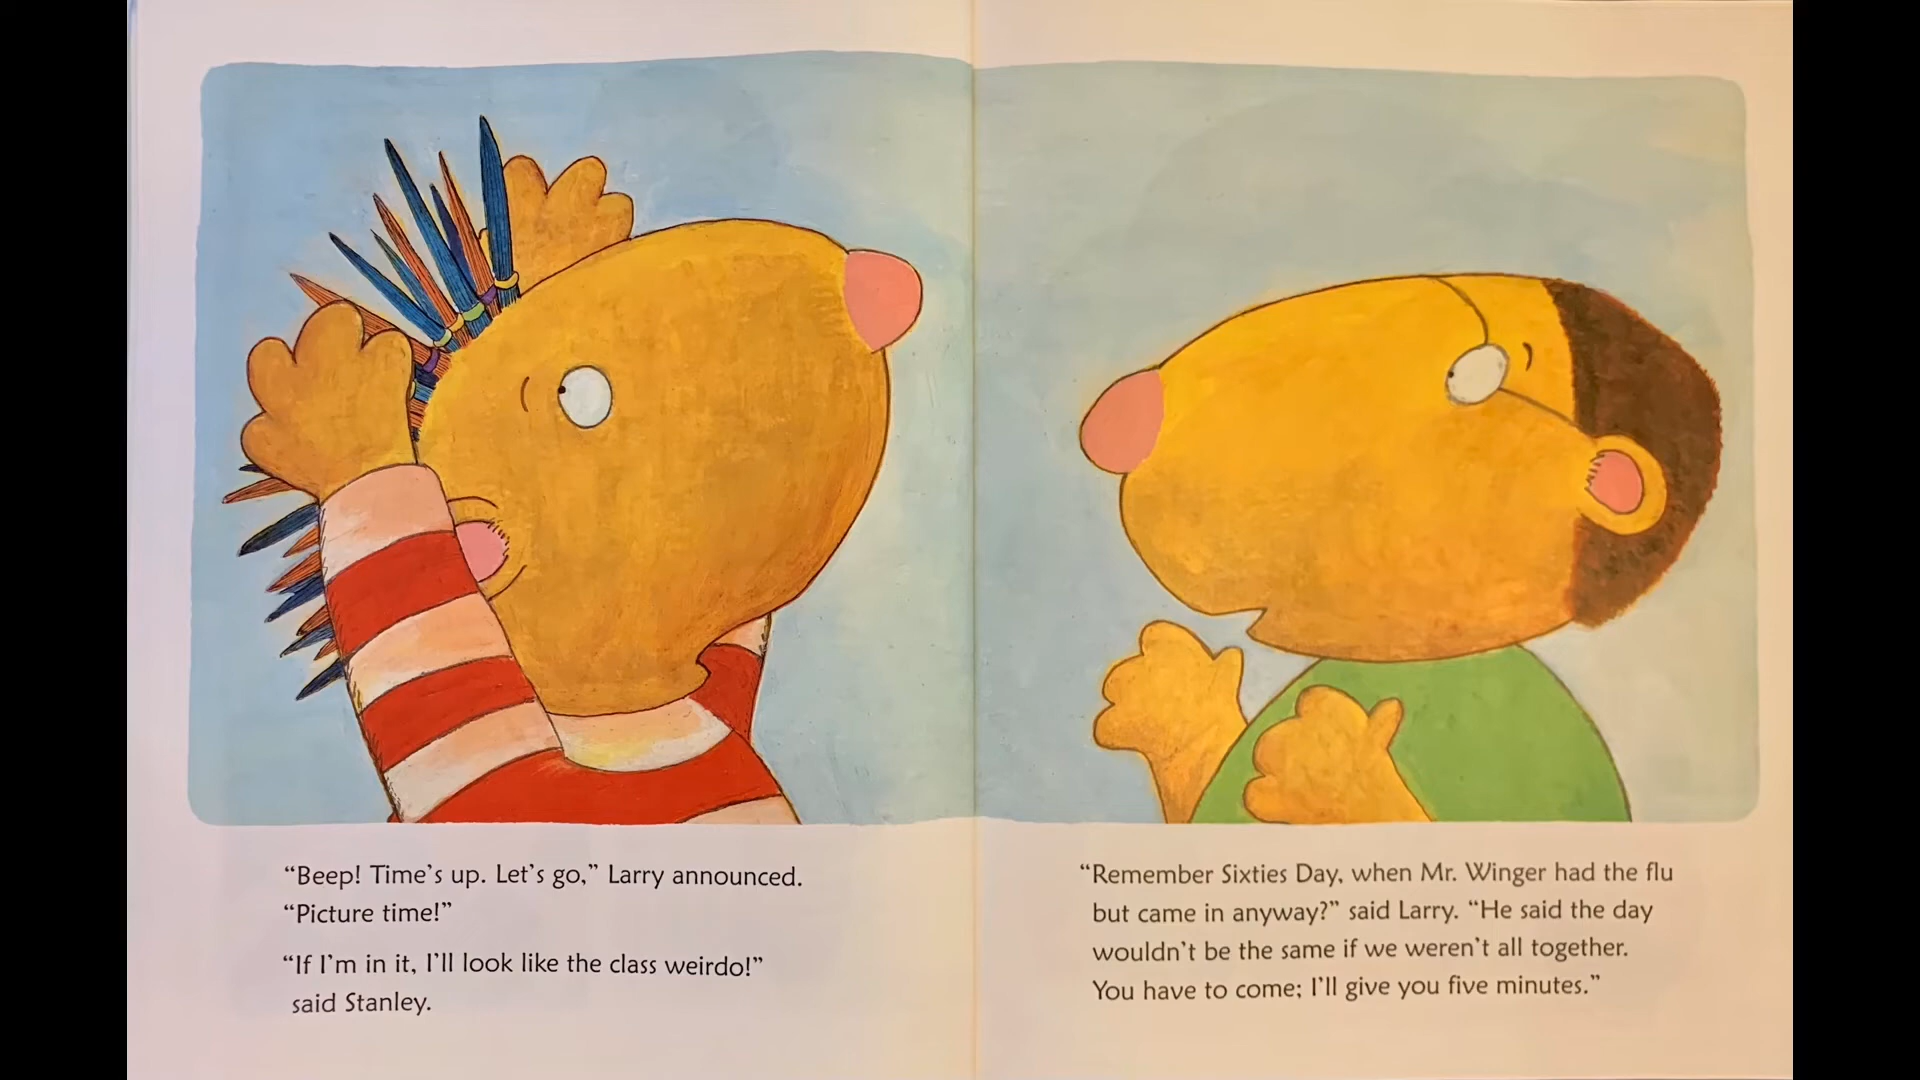 “Beep! Time’s up. Let’s go,” Larry announced.
“Picture time!”
“If I’m in it, I’ll look like the class weirdo!”
said Stanley.
“Remember Sixties Day, when Mr. Winger had the flu
but came in anyway?” said Larry. “He said the day
wouldn’t be the same if we weren’t all together.
You have to come; I’ll give you five minutes.”